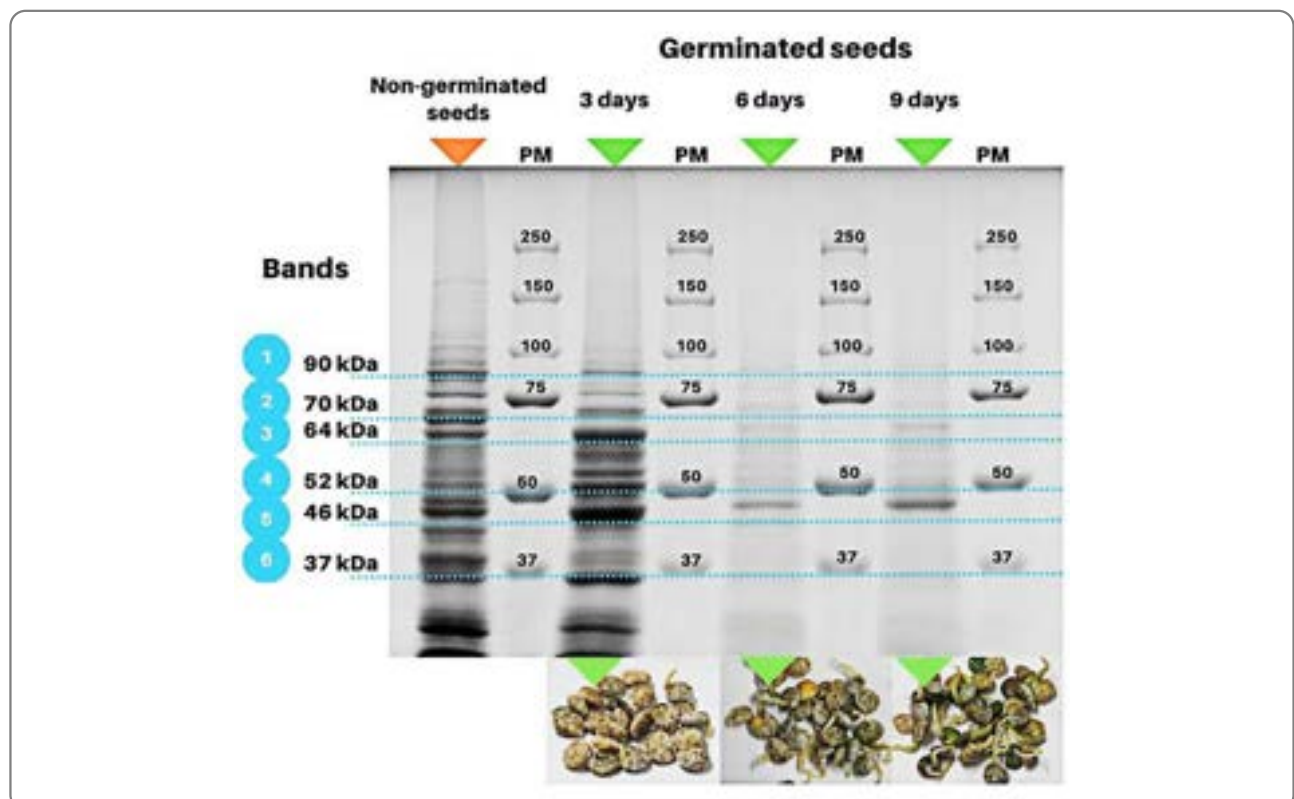 Germinated seeds
Non-germinated
seeds
3 days
6 days
9 days
PM
PM
PM
PM
250
250
250
250
Bands
150
150
150
150
1
90 kDa
100
100
100
100
2
70 kDa
75
75
75
75
3
64 kDa
4
52 kDa
50
50
50
50
5
46 kDa
6
37 kDa
37
37
37
37